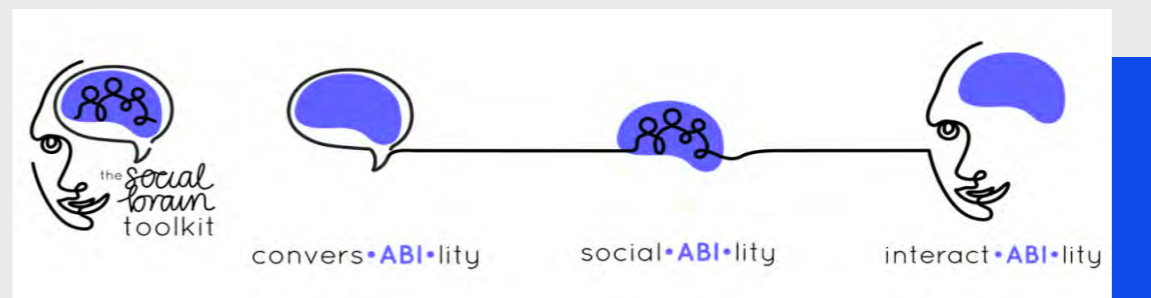 the social
brain
toolkit
convers•ABI•lity
social•ABI•lity
interact•ABI•lity